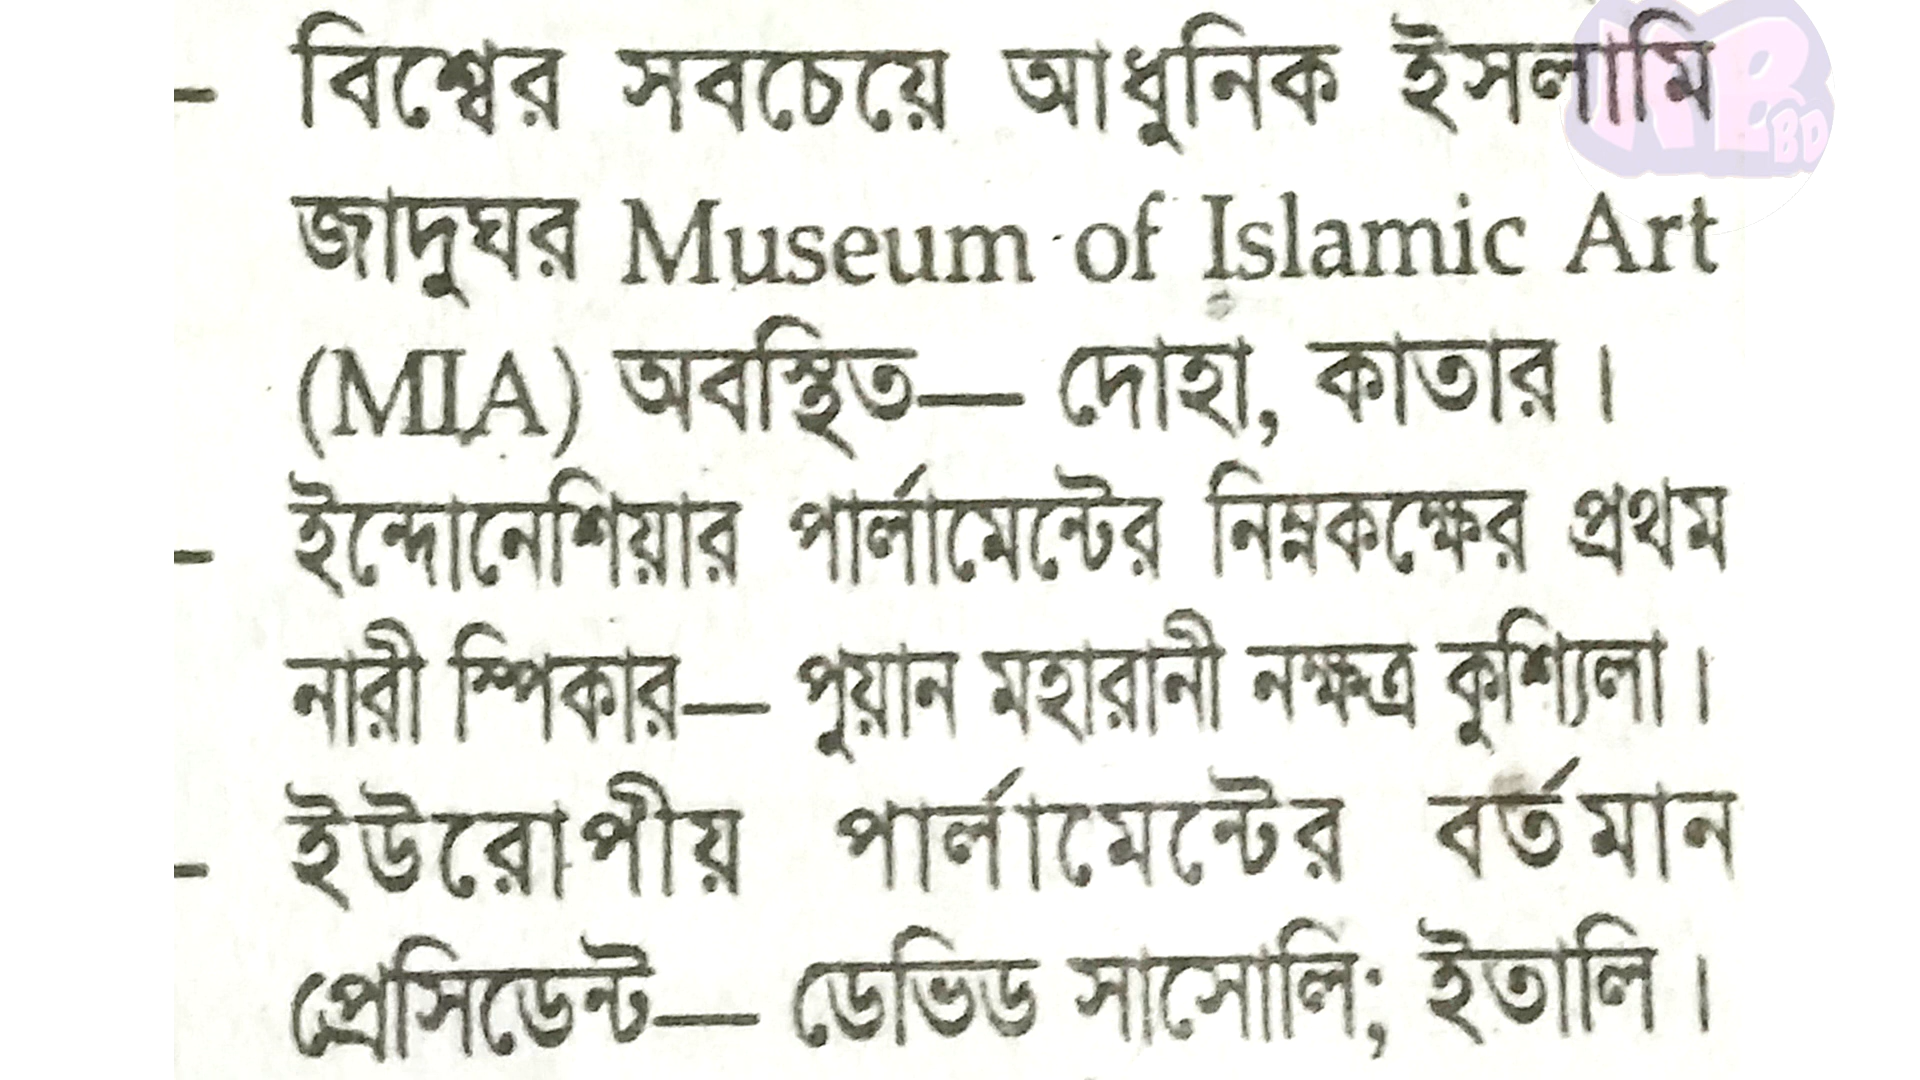 - বিশ্বের সবচেয়ে আধুনিক ইসলামি
জাদুঘর Museum of Islamic Art
(MIA) অবস্থিত— দোহা, কাতার।
- ইন্দোনেশিয়ার পার্লামেন্টের নিম্নকক্ষের প্রথম
নারী স্পিকার— পুয়ান মহারানী নক্ষত্র কুশ্যিলা।
- ইউরোপীয় পার্লামেন্টের বর্তমান
প্রেসিডেন্ট— ডেভিড সাসোলি; ইতালি।